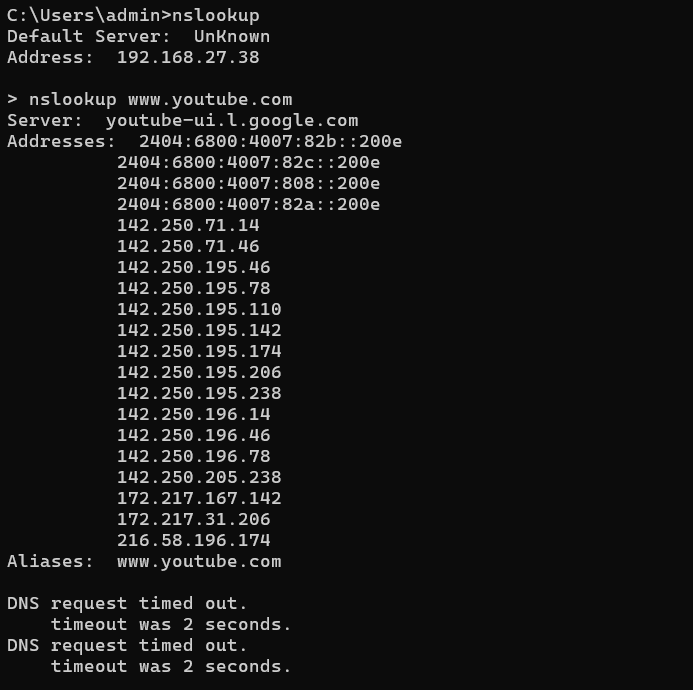 C:\Users\admin>nslookup
Default Server:  UnKnown
Address:  192.168.27.38

> nslookup www.youtube.com
Server:  youtube-ui.l.google.com
Addresses:  2404:6800:4007:82b::200e
          2404:6800:4007:82c::200e
          2404:6800:4007:808::200e
          2404:6800:4007:82a::200e
          142.250.71.14
          142.250.71.46
          142.250.195.46
          142.250.195.78
          142.250.195.110
          142.250.195.142
          142.250.195.174
          142.250.195.206
          142.250.195.238
          142.250.196.14
          142.250.196.46
          142.250.196.78
          142.250.205.238
          172.217.167.142
          172.217.31.206
          216.58.196.174
Aliases:  www.youtube.com

DNS request timed out.
    timeout was 2 seconds.
DNS request timed out.
    timeout was 2 seconds.